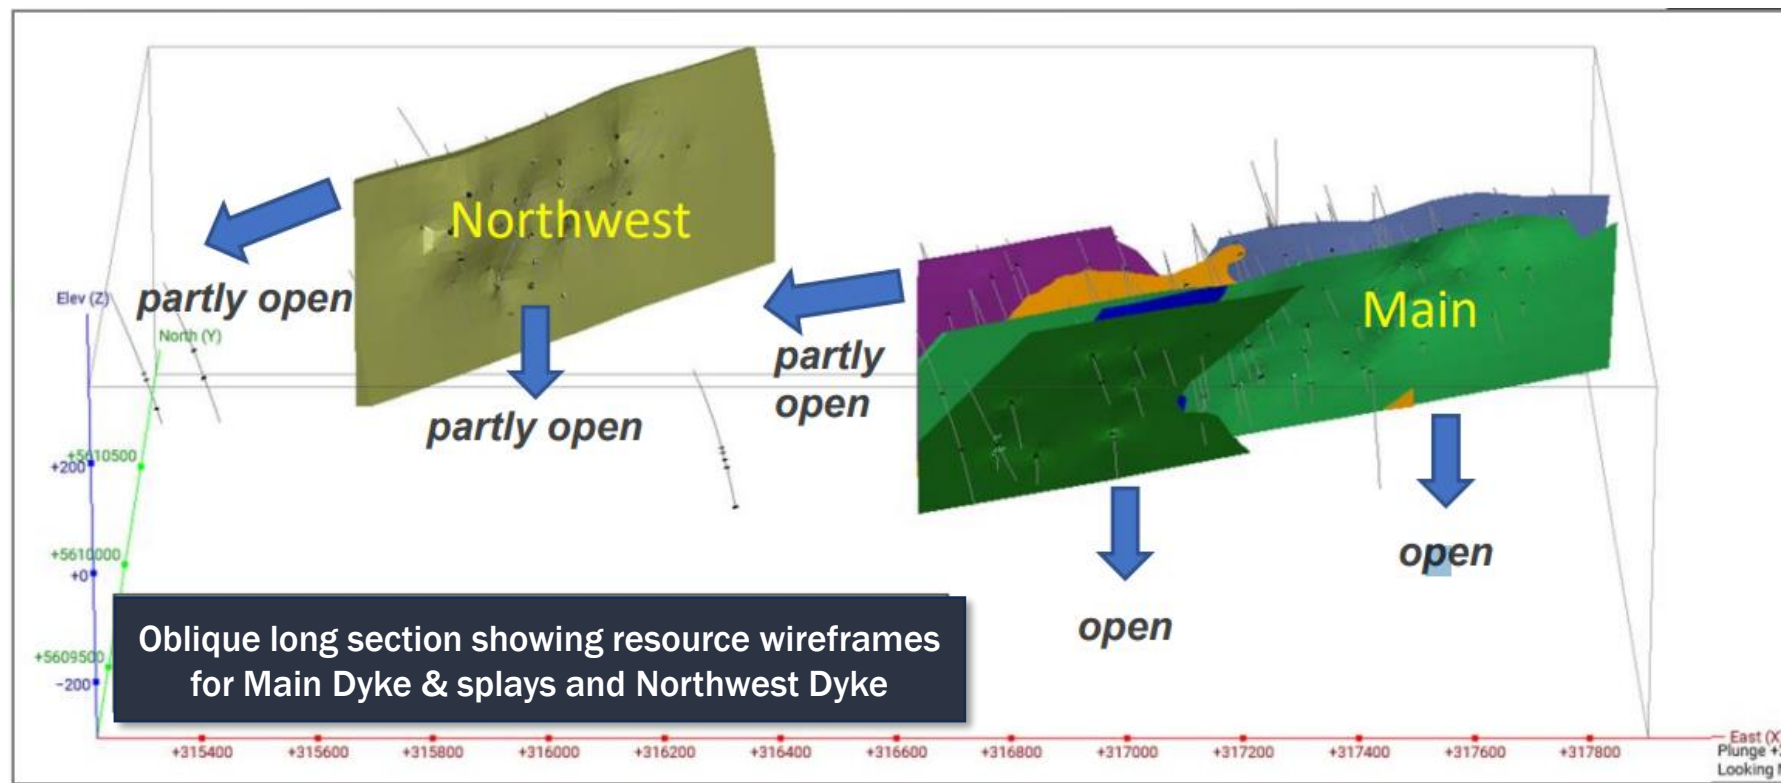 Northwest
Main
partly open
partly open
partly
open
open
open
Elev (Z)
North (Y)
+200
+5610500
+5610000
+0
+5609500
-200
Oblique long section showing resource wireframes
for Main Dyke & splays and Northwest Dyke
+315400 +315600 +315800 +316000 +316200 +316400 +316600 +316800 +317000 +317200 +317400 +317600 +317800
East (X
Plunge +
Looking